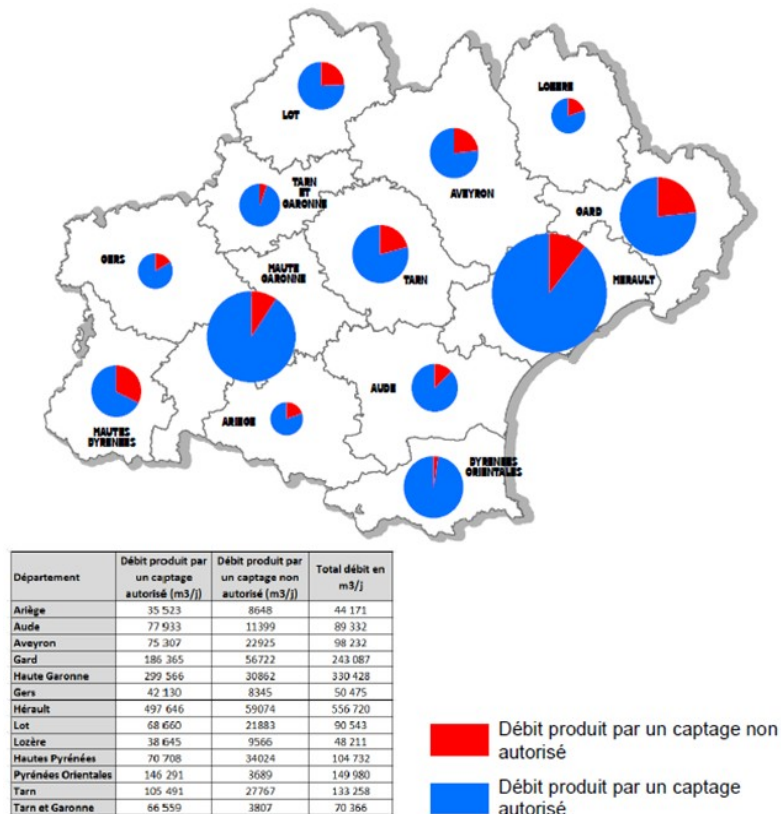 LOT
LOZERE
TARN
ET
GARONNE
AVEYRON
GARD
GERS
HAUTE
GARONNE
TARN
HERAULT
AUDE
HAUTES
PYRENEES
ARIEGE
PYRENEES
ORIENTALES
Département Débit produit par un captage autorisé (m3/j) Débit produit par un captage non autorisé (m3/j) Total débit en m3/j
Ariège 35 523 8648 44 171
Aude 77 933 11399 89 332
Aveyron 75 307 22925 98 232
Gard 186 365 56722 243 087
Haute Garonne 299 566 30862 330 428
Gers 42 130 8345 50 475
Hérault 497 646 59074 556 720
Lot 68 660 21883 90 543
Lozère 38 645 9566 48 211
Hautes Pyrénées 70 708 34024 104 732
Pyrénées Orientales 146 291 3689 149 980
Tarn 105 491 27767 133 258
Tarn et Garonne 66 559 3807 70 366
Débit produit par un captage non
autorisé
Débit produit par un captage
autorisé